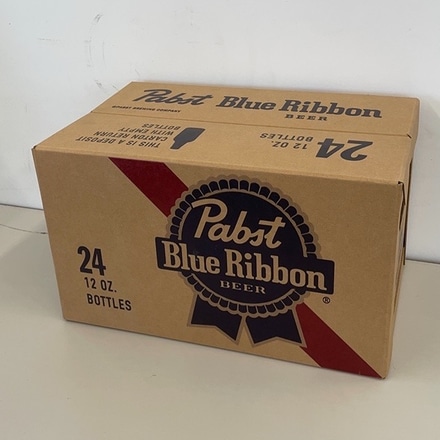 Pabst Blue Ribbon
BEER
THIS IS A DEPOSIT
CARTON RETURN
WITH EMPTY
BOTTLES
24
12 OZ.
BOTTLES
Pabst
Blue Ribbon
BEER
®
24
12 OZ.
BOTTLES